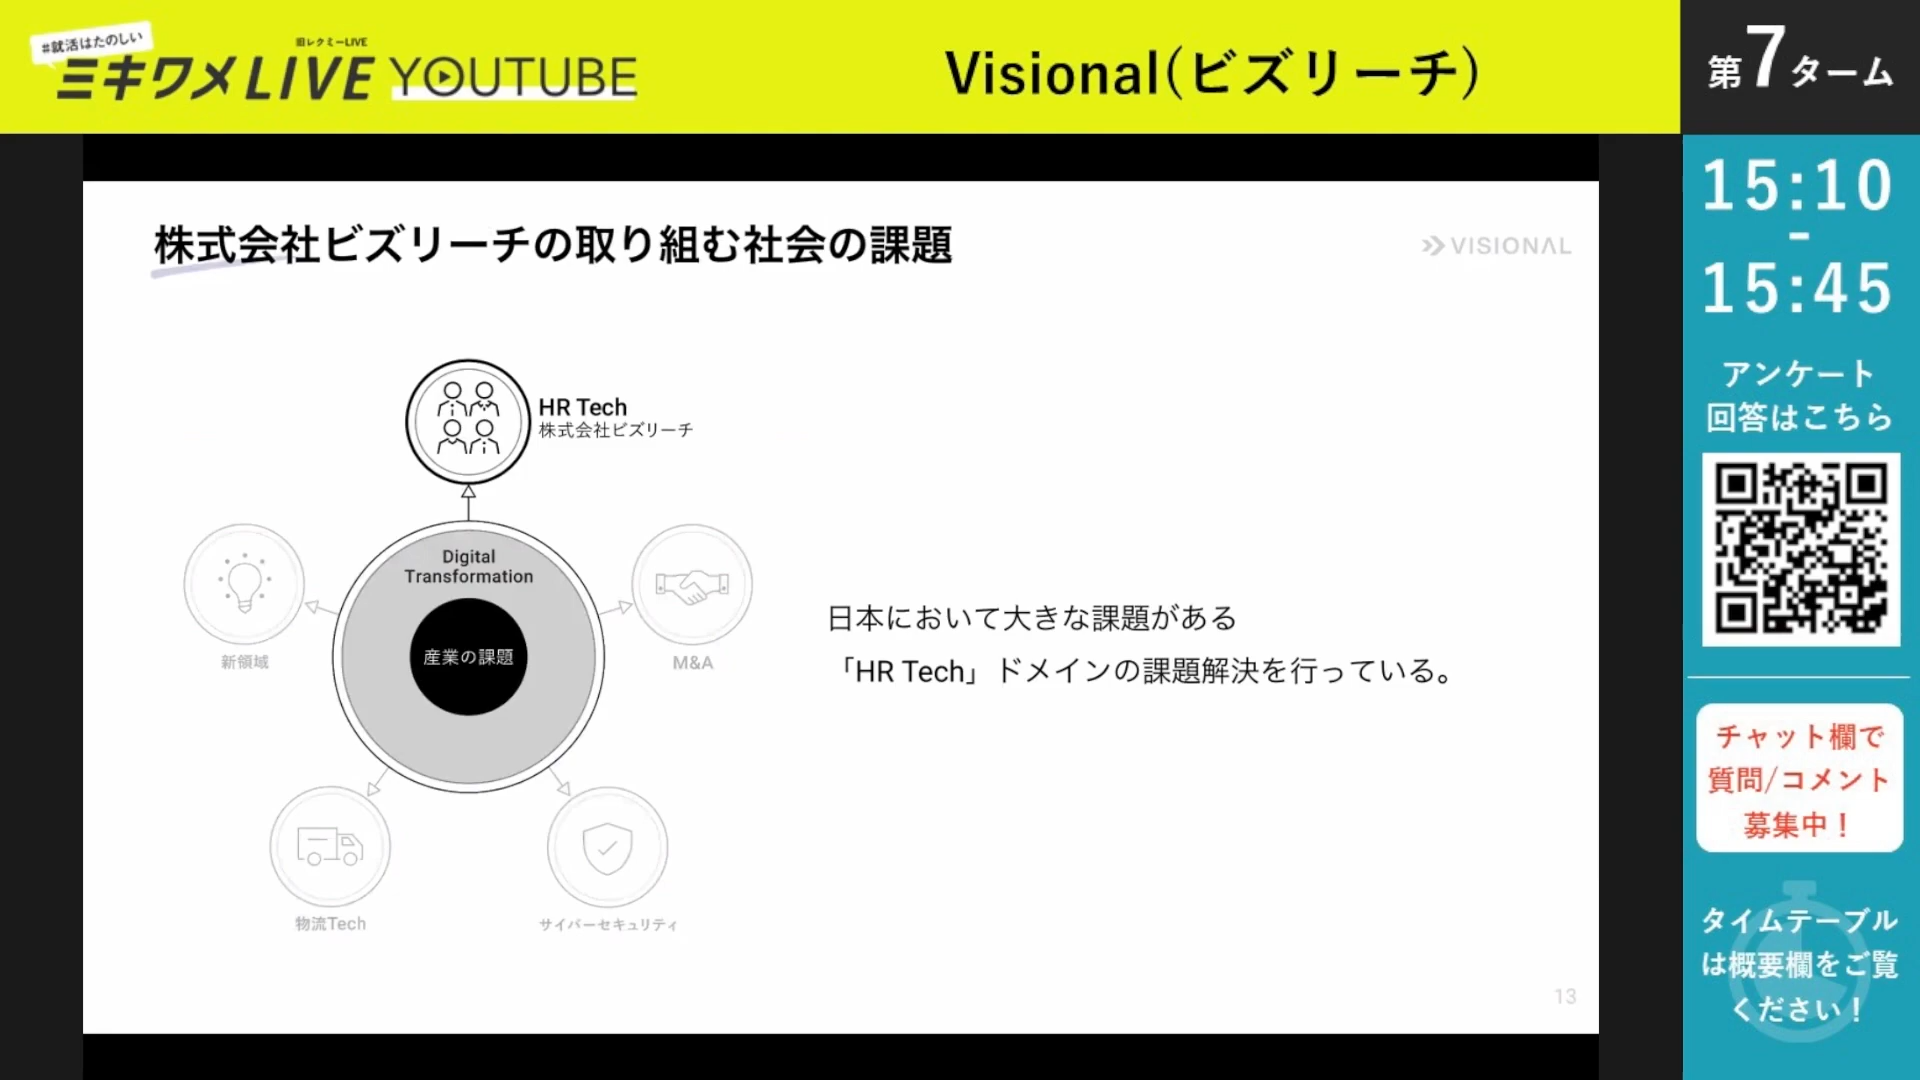 #就活はたのしい
旧レクミーLIVE
ミキワメLIVE YOUTUBE
Visional(ビズリーチ)
第7ターム
株式会社ビズリーチの取り組む社会の課題
VISIONAL
HR Tech
株式会社ビズリーチ
Digital
Transformation
産業の課題
新領域
M&A
物流Tech
サイバーセキュリティ
日本において大きな課題がある
「HR Tech」ドメインの課題解決を行っている。
13
15:10
-
15:45
アンケート
回答はこちら
チャット欄で
質問/コメント
募集中！
タイムテーブル
は概要欄をご覧
ください！